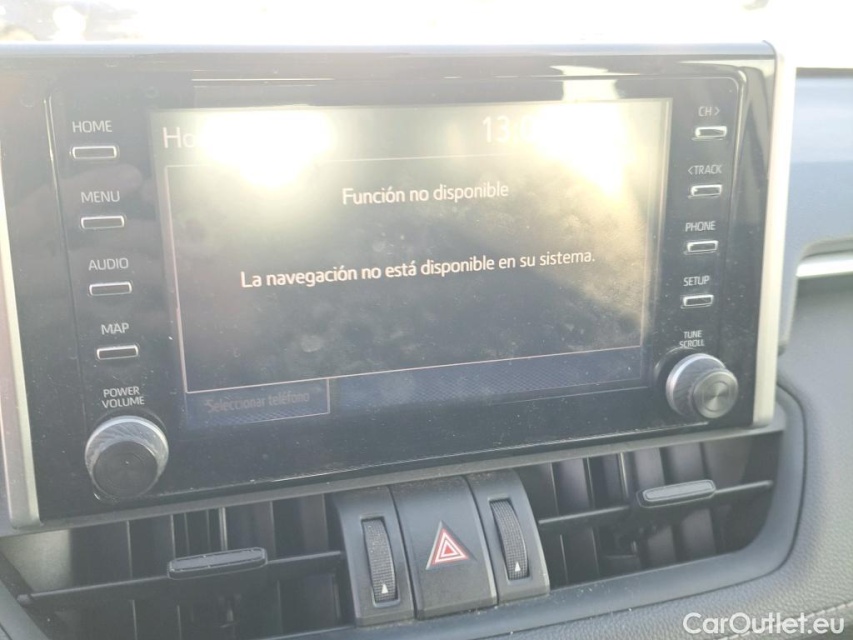 HOME
MENU
AUDIO
MAP
POWER
VOLUME
Función no disponible
La navegación no está disponible en su sistema.
Seleccionar teléfono
CH>
<TRACK
PHONE
SETUP
TUNE
SCROLL
CarOutlet.eu